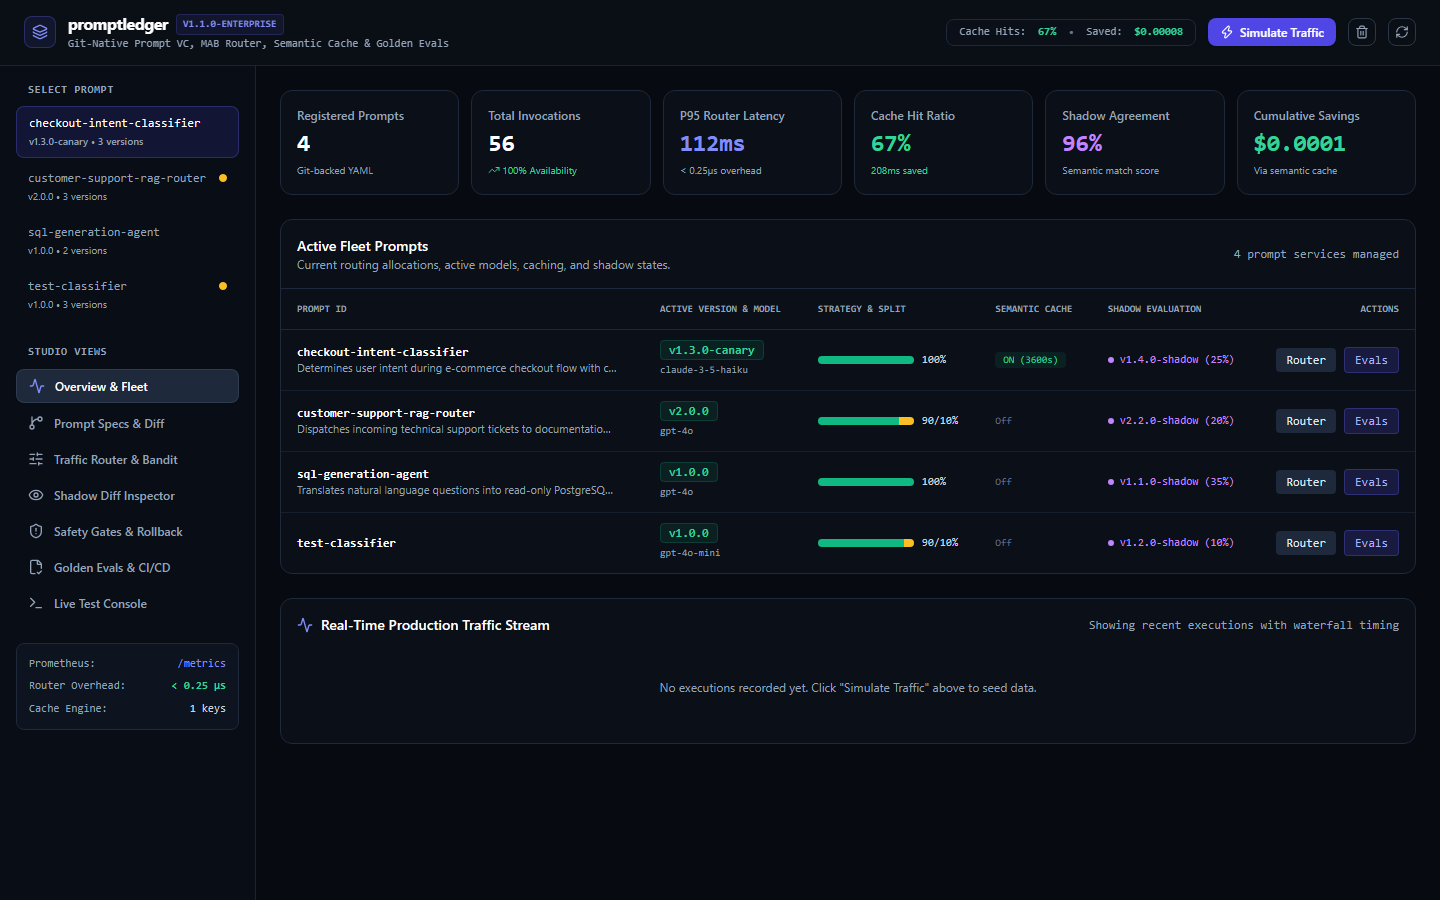 promptledger V1.1.0-ENTERPRISE
Git-Native Prompt VC, MAB Router, Semantic Cache & Golden Evals
Cache Hits: 67% • Saved: $0.00008
Simulate Traffic
SELECT PROMPT
checkout-intent-classifier
v1.3.0-canary • 3 versions
customer-support-rag-router
v2.0.0 • 3 versions
sql-generation-agent
v1.0.0 • 2 versions
test-classifier
v1.0.0 • 3 versions
STUDIO VIEWS
Overview & Fleet
Prompt Specs & Diff
Traffic Router & Bandit
Shadow Diff Inspector
Safety Gates & Rollback
Golden Evals & CI/CD
Live Test Console
Prometheus: /metrics
Router Overhead: < 0.25 µs
Cache Engine: 1 keys
Registered Prompts
4
Git-backed YAML
Total Invocations
56
100% Availability
P95 Router Latency
112ms
< 0.25µs overhead
Cache Hit Ratio
67%
208ms saved
Shadow Agreement
96%
Semantic match score
Cumulative Savings
$0.0001
Via semantic cache
Active Fleet Prompts
Current routing allocations, active models, caching, and shadow states.
4 prompt services managed
PROMPT ID ACTIVE VERSION & MODEL STRATEGY & SPLIT SEMANTIC CACHE SHADOW EVALUATION ACTIONS
checkout-intent-classifier
Determines user intent during e-commerce checkout flow with c...
v1.3.0-canary
claude-3-5-haiku
100% ON (3600s) v1.4.0-shadow (25%) Router Evals
customer-support-rag-router
Dispatches incoming technical support tickets to documentatio...
v2.0.0
gpt-4o
90/10% Off v2.2.0-shadow (20%) Router Evals
sql-generation-agent
Translates natural language questions into read-only PostgreSQ...
v1.0.0
gpt-4o
100% Off v1.1.0-shadow (35%) Router Evals
test-classifier
v1.0.0
gpt-4o-mini
90/10% Off v1.2.0-shadow (10%) Router Evals
Real-Time Production Traffic Stream
Showing recent executions with waterfall timing
No executions recorded yet. Click "Simulate Traffic" above to seed data.